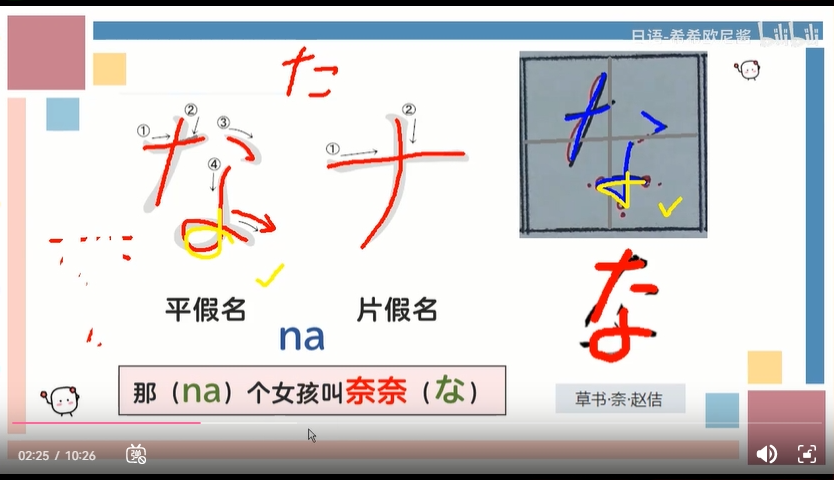 日语-希希欧尼酱 bilibili
た
① ② ③ ④
な
① ②
ナ
な
平假名
片假名
na
な
那（na）个女孩叫奈奈（な）
草书·奈·赵佶
02:25 / 10:26
弹